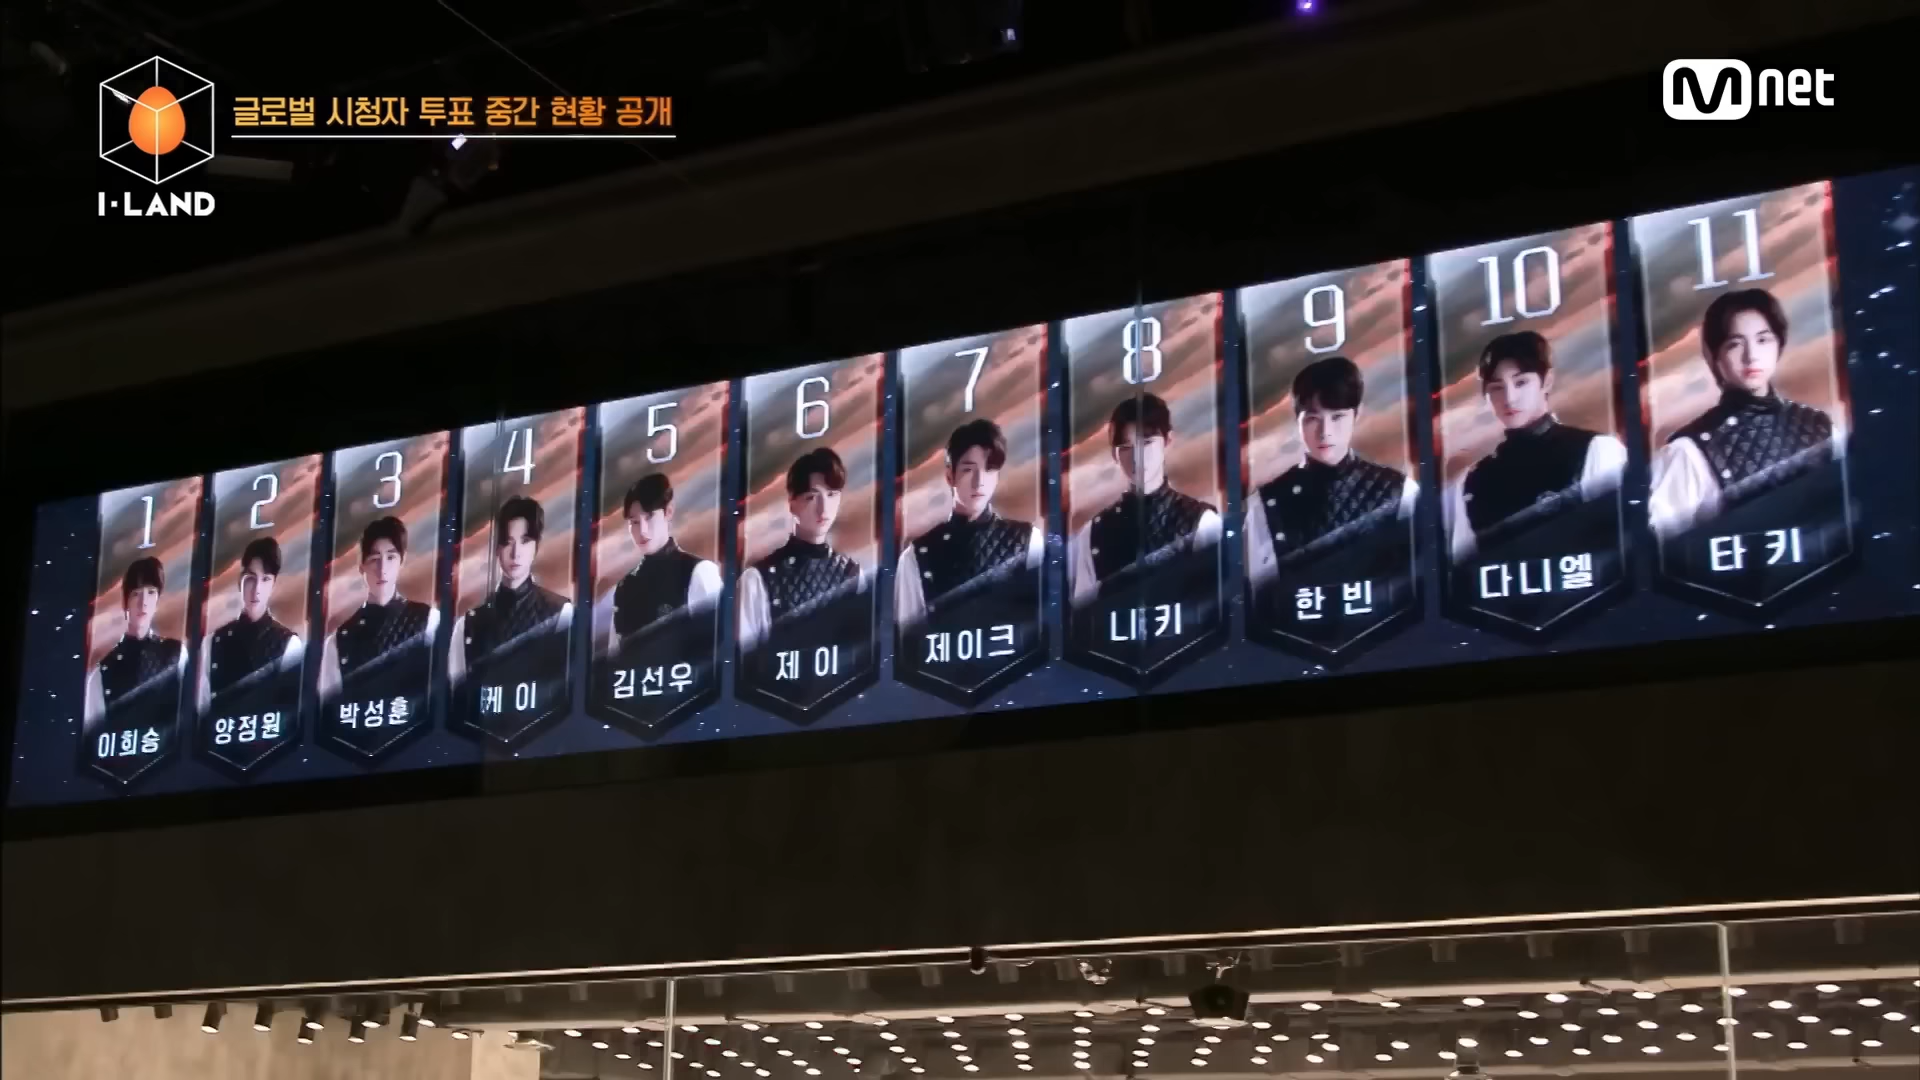 글로벌 시청자 투표 중간 현황 공개
I·LAND
Mnet
1
2
3
4
5
6
7
8
9
10
11
이희승
양정원
박성훈
케이
김선우
제이
제이크
니키
한빈
다니엘
타키